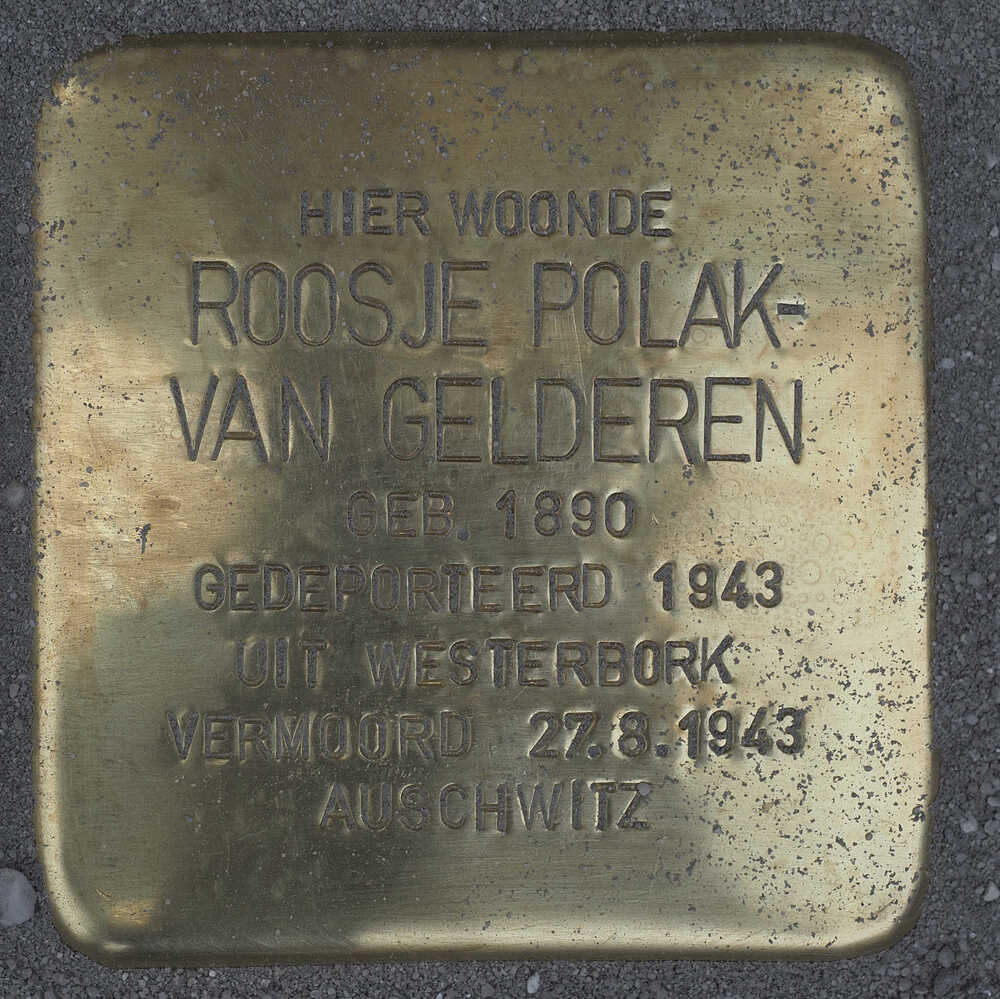 HIER WOONDE
ROOSJE POLAK-
VAN GELDEREN
GEB. 1890
GEDEPORTEERD 1943
UIT WESTERBORK
VERMOORD 27.8.1943
AUSCHWITZ